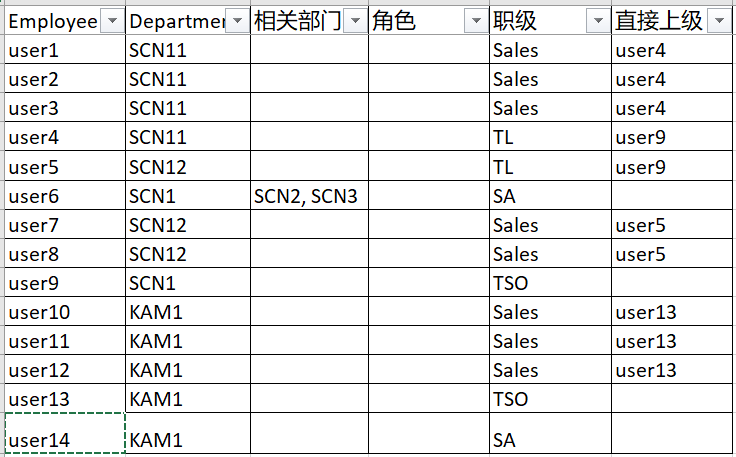 Employee Departmer 相关部门 角色 职级 直接上级
user1 SCN11 Sales user4
user2 SCN11 Sales user4
user3 SCN11 Sales user4
user4 SCN11 TL user9
user5 SCN12 TL user9
user6 SCN1 SCN2, SCN3 SA
user7 SCN12 Sales user5
user8 SCN12 Sales user5
user9 SCN1 TSO
user10 KAM1 Sales user13
user11 KAM1 Sales user13
user12 KAM1 Sales user13
user13 KAM1 TSO
user14 KAM1 SA